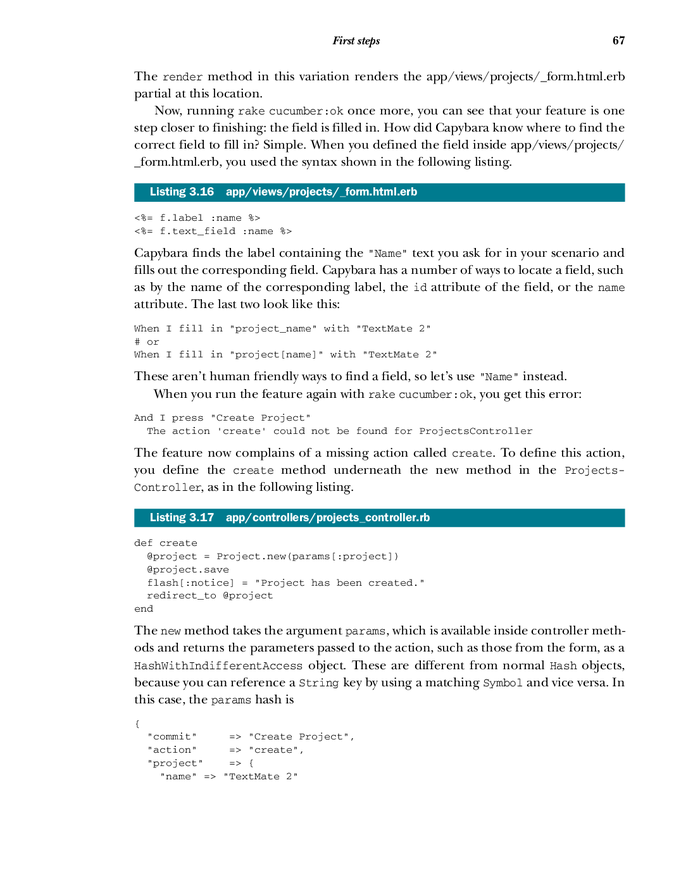 First steps 67
The render method in this variation renders the app/views/projects/_form.html.erb
partial at this location.
Now, running rake cucumber:ok once more, you can see that your feature is one
step closer to finishing: the field is filled in. How did Capybara know where to find the
correct field to fill in? Simple. When you defined the field inside app/views/projects/
_form.html.erb, you used the syntax shown in the following listing.
Listing 3.16 app/views/projects/_form.html.erb
<%= f.label :name %>
<%= f.text_field :name %>
Capybara finds the label containing the "Name" text you ask for in your scenario and
fills out the corresponding field. Capybara has a number of ways to locate a field, such
as by the name of the corresponding label, the id attribute of the field, or the name
attribute. The last two look like this:
When I fill in "project_name" with "TextMate 2"
# or
When I fill in "project[name]" with "TextMate 2"
These aren't human friendly ways to find a field, so let's use "Name" instead.
When you run the feature again with rake cucumber:ok, you get this error:
And I press "Create Project"
The action 'create' could not be found for ProjectsController
The feature now complains of a missing action called create. To define this action,
you define the create method underneath the new method in the Projects-
Controller, as in the following listing.
Listing 3.17 app/controllers/projects_controller.rb
def create
@project = Project.new(params[:project])
@project.save
flash[:notice] = "Project has been created."
redirect_to @project
end
The new method takes the argument params, which is available inside controller meth-
ods and returns the parameters passed to the action, such as those from the form, as a
HashWithIndifferentAccess object. These are different from normal Hash objects,
because you can reference a String key by using a matching Symbol and vice versa. In
this case, the params hash is
{
"commit" => "Create Project",
"action" => "create",
"project" => {
"name" => "TextMate 2"